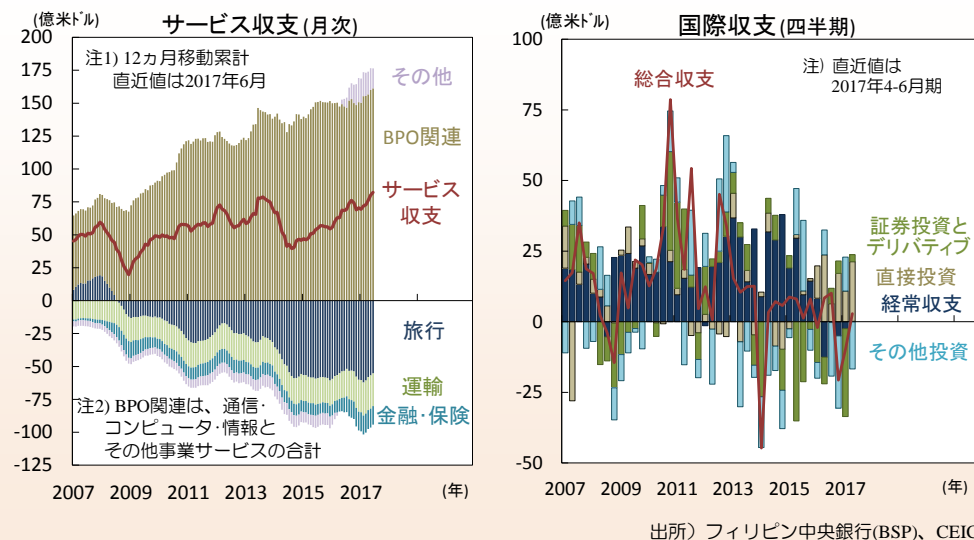 サービス収支(月次)
(億米ドル)
注1) 12ヵ月移動累計
直近値は2017年6月
その他
BPO関連
サービス
収支
旅行
運輸
金融・保険
注2) BPO関連は、通信・
コンピュータ・情報と
その他事業サービスの合計
200
175
150
125
100
75
50
25
0
-25
-50
-75
-100
-125
2007 2009 2011 2013 2015 2017 (年)
国際収支(四半期)
(億米ドル)
総合収支
注) 直近値は
2017年4-6月期
証券投資と
デリバティブ
直接投資
経常収支
その他投資
100
75
50
25
0
-25
-50
2007 2009 2011 2013 2015 2017 (年)
出所）フィリピン中央銀行(BSP)、CEIC